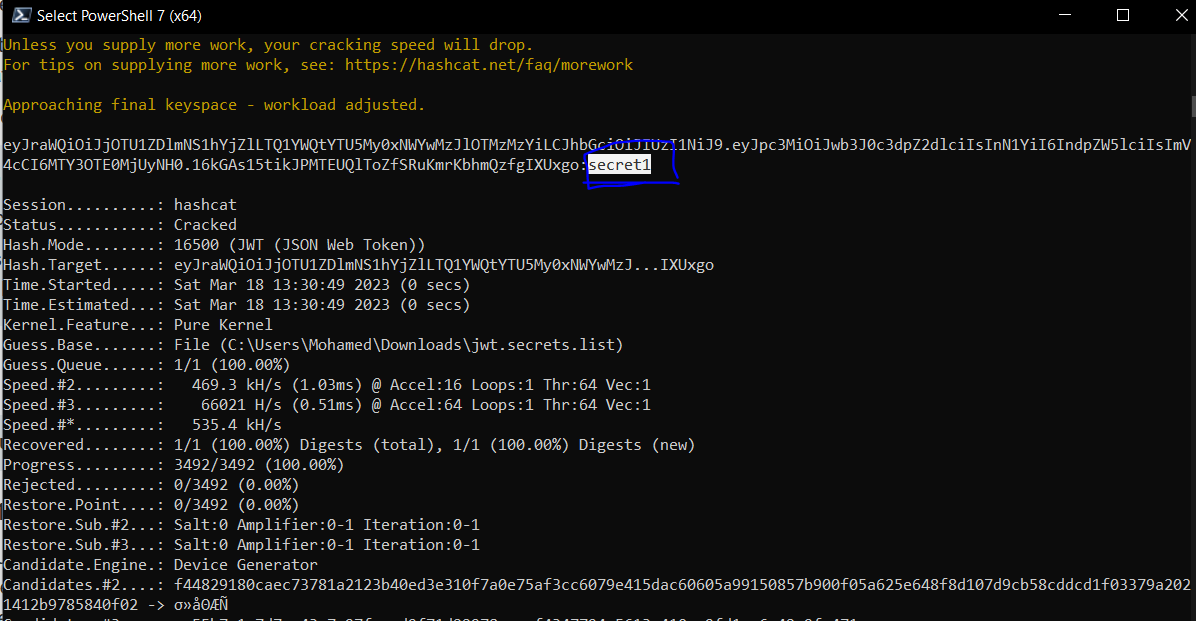 Select PowerShell 7 (x64)
Unless you supply more work, your cracking speed will drop.
For tips on supplying more work, see: https://hashcat.net/faq/morework
Approaching final keyspace - workload adjusted.
eyJraWQiOiJjOTU1ZDlmNS1hYjZlLTQ1YWQtYTU5My0xNWYwMzJlOTMzMzYiLCJhbGciOiJIUzI1NiJ9.eyJpc3MiOiJwb3J0c3dpZ2dlciIsInN1YiI6IndpZW5lciIsImV
4cCI6MTY3OTE0MjUyNH0.16kGAs15tikJPMTEUQlToZfSRuKmrKbhmQzfgIXUxgo:secret1
Session..........: hashcat
Status...........: Cracked
Hash.Mode........: 16500 (JWT (JSON Web Token))
Hash.Target......: eyJraWQiOiJjOTU1ZDlmNS1hYjZlLTQ1YWQtYTU5My0xNWYwMzJ...IXUxgo
Time.Started.....: Sat Mar 18 13:30:49 2023 (0 secs)
Time.Estimated...: Sat Mar 18 13:30:49 2023 (0 secs)
Kernel.Feature...: Pure Kernel
Guess.Base.......: File (C:\Users\Mohamed\Downloads\jwt.secrets.list)
Guess.Queue......: 1/1 (100.00%)
Speed.#2.........:   469.3 kH/s (1.03ms) @ Accel:16 Loops:1 Thr:64 Vec:1
Speed.#3.........:    66021 H/s (0.51ms) @ Accel:64 Loops:1 Thr:64 Vec:1
Speed.#*.........:   535.4 kH/s
Recovered........: 1/1 (100.00%) Digests (total), 1/1 (100.00%) Digests (new)
Progress.........: 3492/3492 (100.00%)
Rejected.........: 0/3492 (0.00%)
Restore.Point....: 0/3492 (0.00%)
Restore.Sub.#2...: Salt:0 Amplifier:0-1 Iteration:0-1
Restore.Sub.#3...: Salt:0 Amplifier:0-1 Iteration:0-1
Candidate.Engine.: Device Generator
Candidates.#2....: f44829180caec73781a2123b40ed3e310f7a0e75af3cc6079e415dac60605a99150857b900f05a625e648f8d107d9cb58cddcd1f03379a202
1412b9785840f02 -> σ»åΘÆÑ